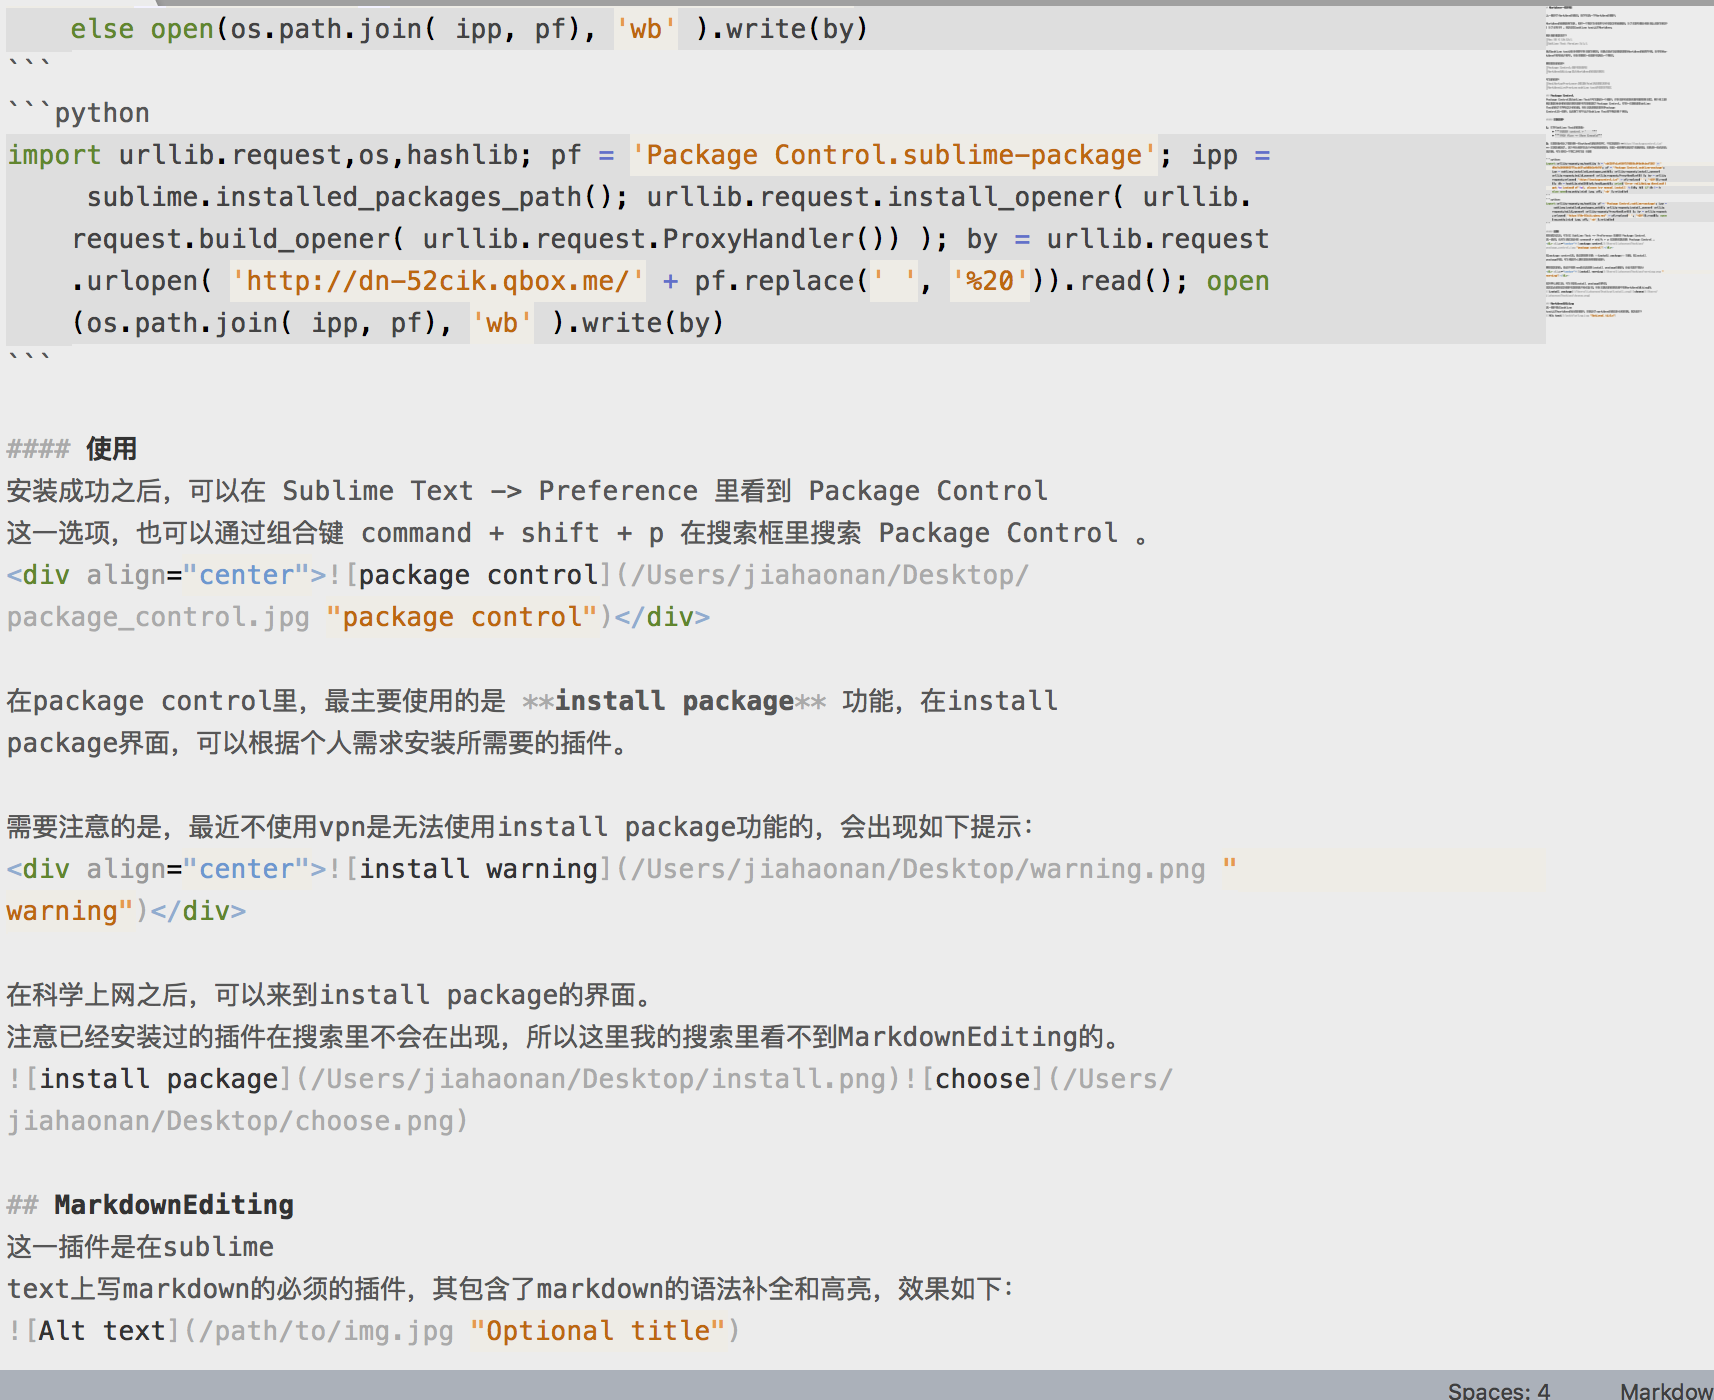 else open(os.path.join( ipp, pf), 'wb' ).write(by)
```
```python
import urllib.request,os,hashlib; pf = 'Package Control.sublime-package'; ipp =
sublime.installed_packages_path(); urllib.request.install_opener( urllib.
request.build_opener( urllib.request.ProxyHandler()) ); by = urllib.request
.urlopen( 'http://dn-52cik.qbox.me/' + pf.replace(' ', '%20')).read(); open
(os.path.join( ipp, pf), 'wb' ).write(by)
```
#### 使用
安装成功之后，可以在 Sublime Text —> Preference 里看到 Package Control
这一选项，也可以通过组合键 command + shift + p 在搜索框里搜索 Package Control 。
<div align="center">![package control](/Users/jiahaonan/Desktop/
package_control.jpg "package control")</div>
在package control里，最主要使用的是 **install package** 功能，在install
package界面，可以根据个人需求安装所需要的插件。
需要注意的是，最近不使用vpn是无法使用install package功能的，会出现如下提示：
<div align="center">![install warning](/Users/jiahaonan/Desktop/warning.png "
warning")</div>
在科学上网之后，可以来到install package的界面。
注意已经安装过的插件在搜索里不会在出现，所以这里我的搜索里看不到MarkdownEditing的。
![install package](/Users/jiahaonan/Desktop/install.png)![choose](/Users/
jiahaonan/Desktop/choose.png)
## MarkdownEditing
这一插件是在sublime
text上写markdown的必须的插件，其包含了markdown的语法补全和高亮，效果如下：
![Alt text](/path/to/img.jpg "Optional title")
Spaces: 4 Markdow